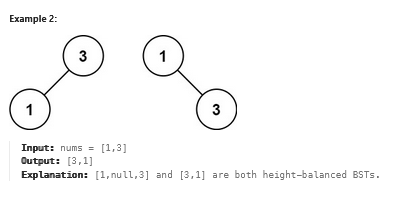 Example 2:
3
1
1
3
Input: nums = [1,3]
Output: [3,1]
Explanation: [1,null,3] and [3,1] are both height-balanced BSTs.